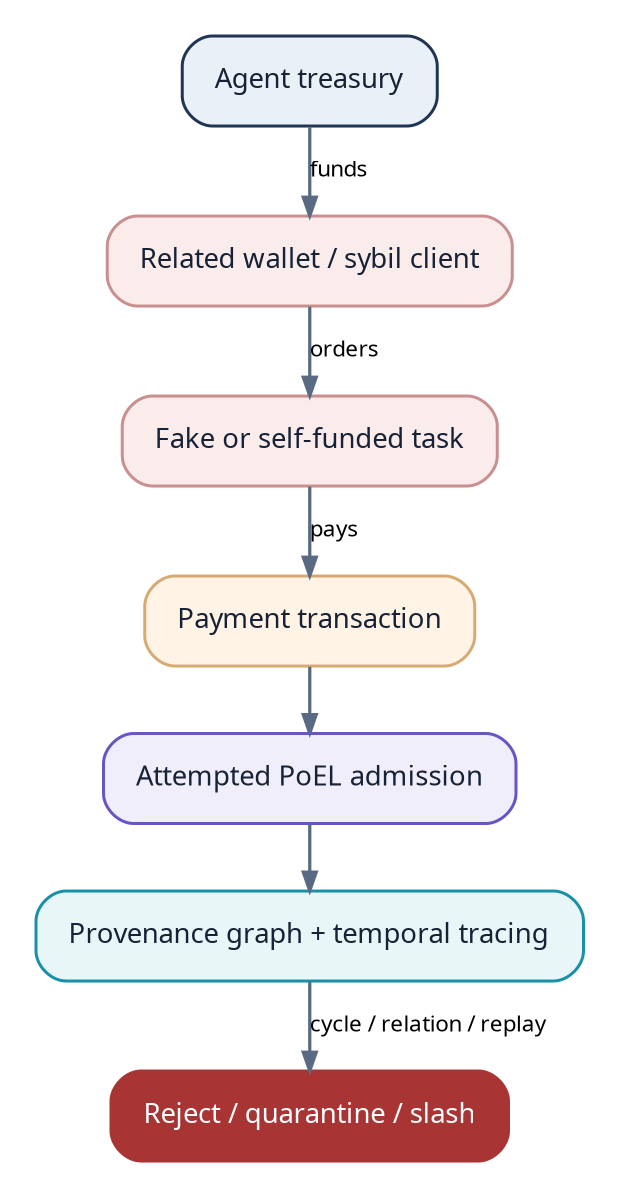 Agent treasury
funds
Related wallet / sybil client
orders
Fake or self-funded task
pays
Payment transaction
Attempted PoEL admission
Provenance graph + temporal tracing
cycle / relation / replay
Reject / quarantine / slash